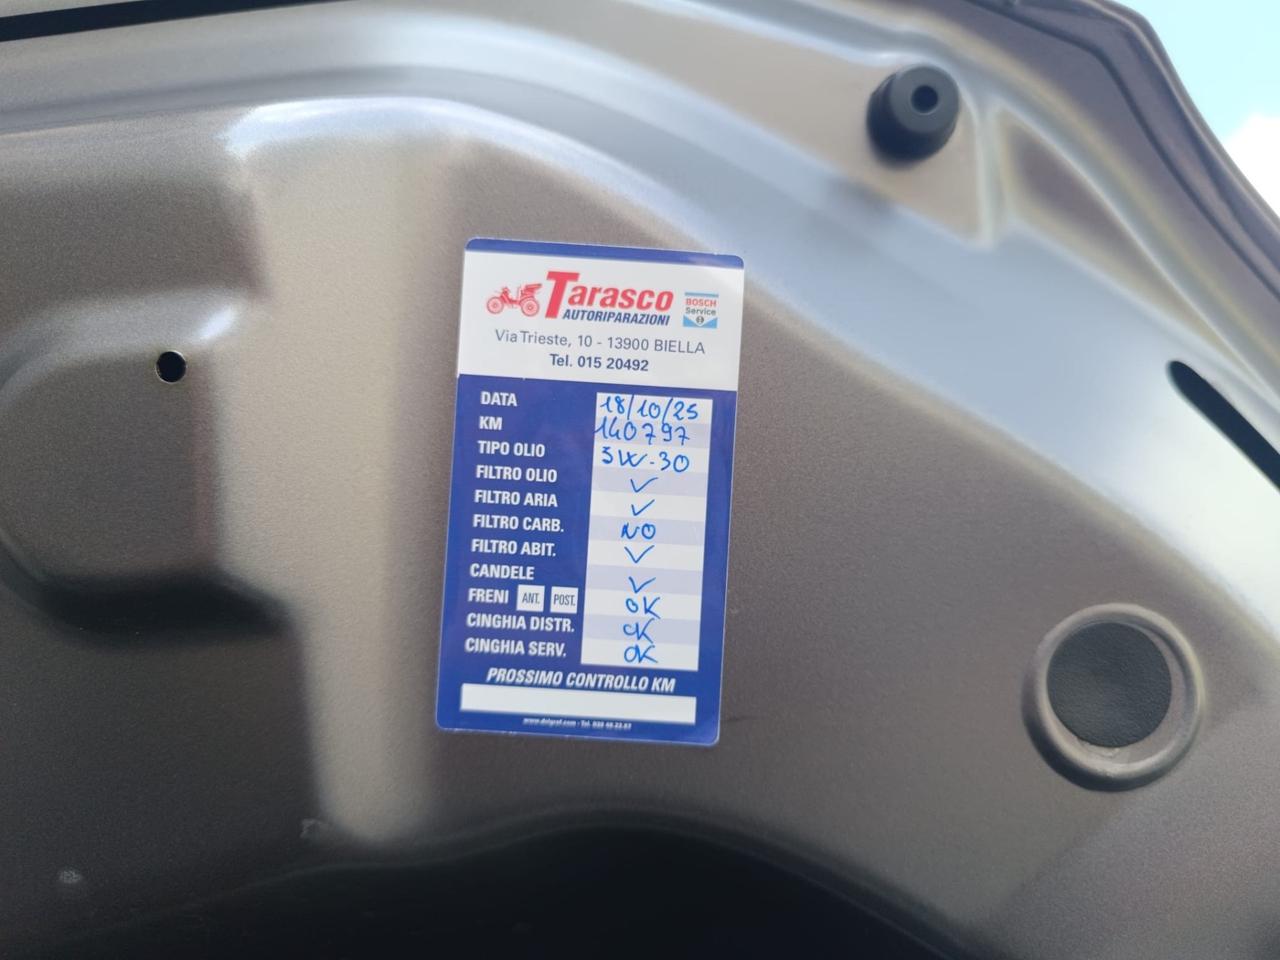 Tarasco
AUTORIPARAZIONI
BOSCH
Service
Via Trieste, 10 - 13900 BIELLA
Tel. 015 20492
DATA 18/10/25
KM 140797
TIPO OLIO 5W-30
FILTRO OLIO ✓
FILTRO ARIA ✓
FILTRO CARB. NO
FILTRO ABIT. ✓
CANDELE ✓
FRENI ANT. POST. OK
CINGHIA DISTR. OK
CINGHIA SERV. OK
PROSSIMO CONTROLLO KM